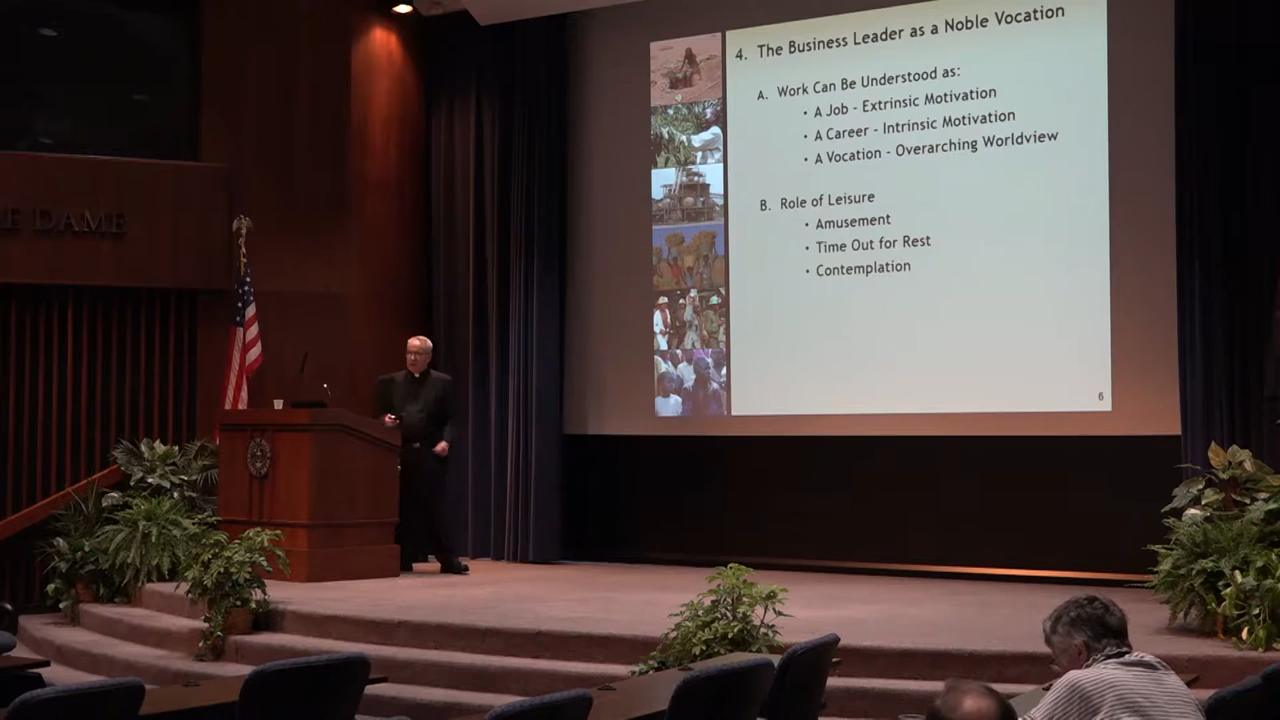 E DAME
4. The Business Leader as a Noble Vocation
A. Work Can Be Understood as:
• A Job - Extrinsic Motivation
• A Career - Intrinsic Motivation
• A Vocation - Overarching Worldview
B. Role of Leisure
• Amusement
• Time Out for Rest
• Contemplation
6